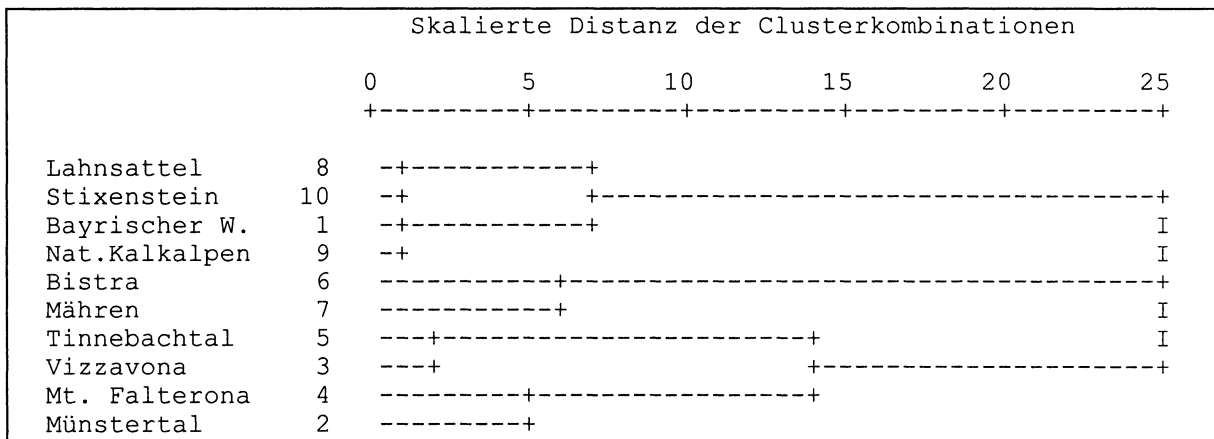 Skalierte Distanz der Clusterkombinationen
0 5 10 15 20 25
+---------+---------+---------+---------+---------+
Lahnsattel 8 -+-----------+
Stixenstein 10 -+ +-----------------------------------+
Bayrischer W. 1 -+-----------+ I
Nat.Kalkalpen 9 -+ I
Bistra 6 -----------+-------------------------------------+
Mähren 7 -----------+ I
Tinnebachtal 5 ---+-----------------------+ I
Vizzavona 3 ---+ +---------------------+
Mt. Falterona 4 ---------+-----------------+
Münstertal 2 ---------+